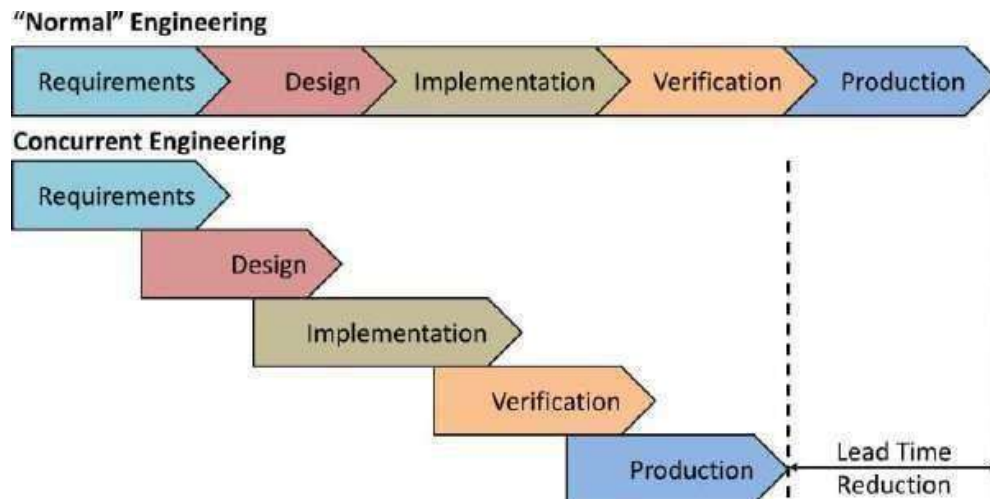 "Normal" Engineering
Requirements Design Implementation Verification Production
Concurrent Engineering
Requirements
Design
Implementation
Verification
Production
Lead Time
Reduction